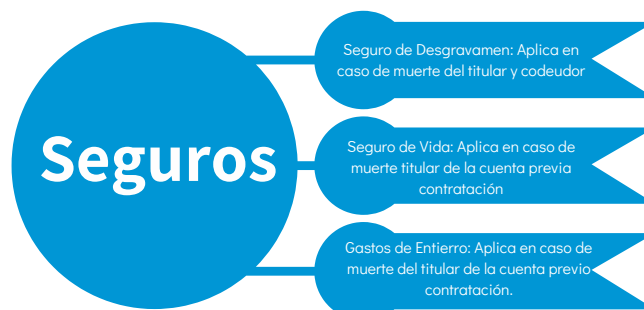 Seguros
Seguro de Desgravamen: Aplica en
caso de muerte del titular y codeudor
Seguro de Vida: Aplica en caso de
muerte titular de la cuenta previa
contratación
Gastos de Entierro: Aplica en caso de
muerte del titular de la cuenta previo
contratación.